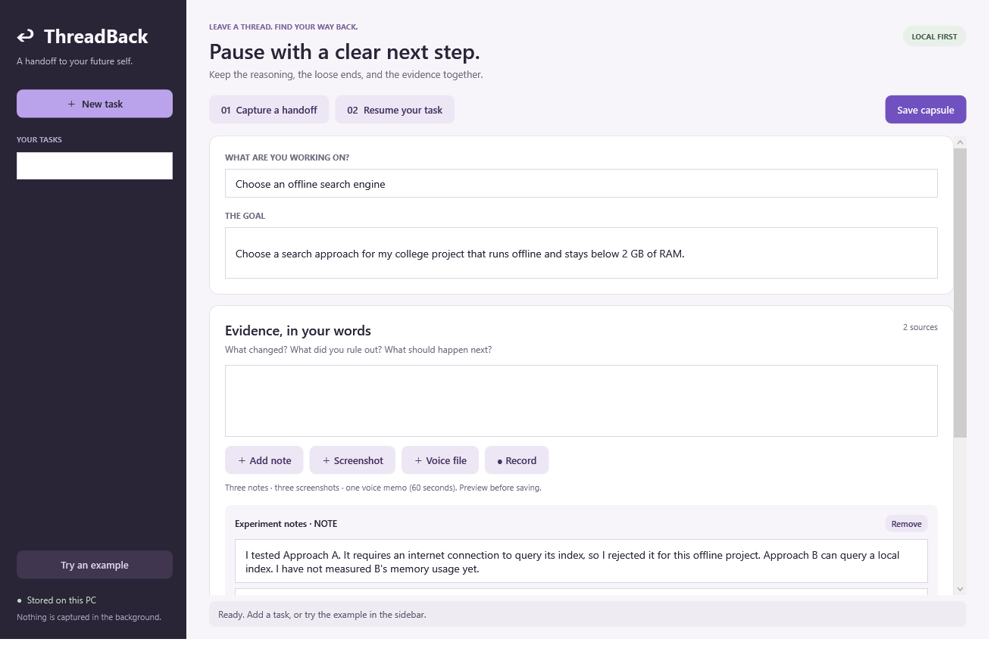 ThreadBack
A handoff to your future self.
+ New task
YOUR TASKS
Try an example
● Stored on this PC
Nothing is captured in the background.
LEAVE A THREAD. FIND YOUR WAY BACK.
Pause with a clear next step.
Keep the reasoning, the loose ends, and the evidence together.
LOCAL FIRST
01 Capture a handoff
02 Resume your task
Save capsule
WHAT ARE YOU WORKING ON?
Choose an offline search engine
THE GOAL
Choose a search approach for my college project that runs offline and stays below 2 GB of RAM.
Evidence, in your words
2 sources
What changed? What did you rule out? What should happen next?
+ Add note
+ Screenshot
+ Voice file
● Record
Three notes · three screenshots · one voice memo (60 seconds). Preview before saving.
Experiment notes · NOTE
Remove
I tested Approach A. It requires an internet connection to query its index, so I rejected it for this offline project. Approach B can query a local
index. I have not measured B's memory usage yet.
Ready. Add a task, or try the example in the sidebar.